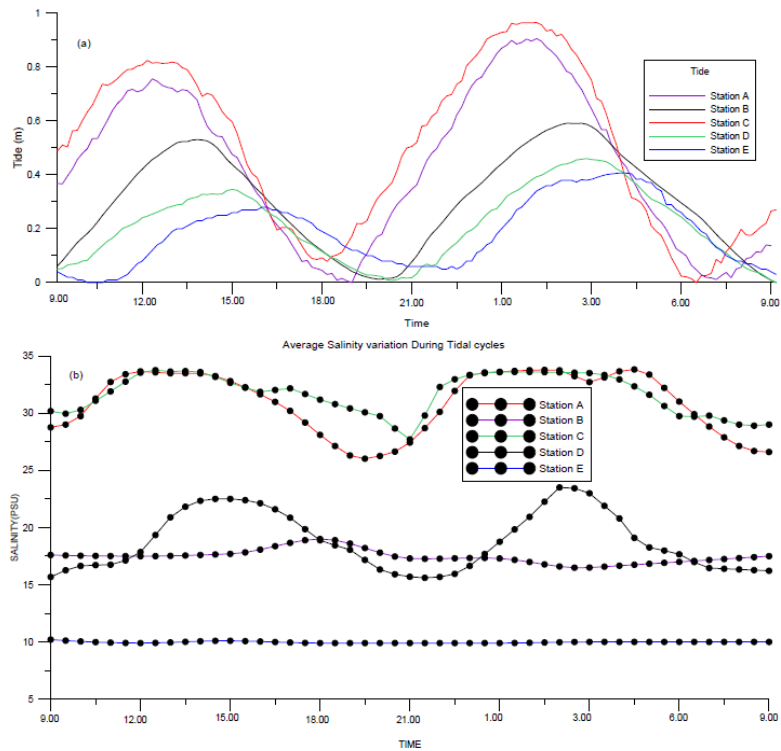 (a)
1
0.8
0.6
0.4
0.2
0
Tide (m)
Tide
Station A
Station B
Station C
Station D
Station E
9.00 12.00 15.00 18.00 21.00 1.00 3.00 6.00 9.00
Time
Average Salinity variation During Tidal cycles
(b)
35
30
25
20
15
10
5
SALINITY(PSU)
Station A
Station B
Station C
Station D
Station E
9.00 12.00 15.00 18.00 21.00 1.00 3.00 6.00 9.00
TIME